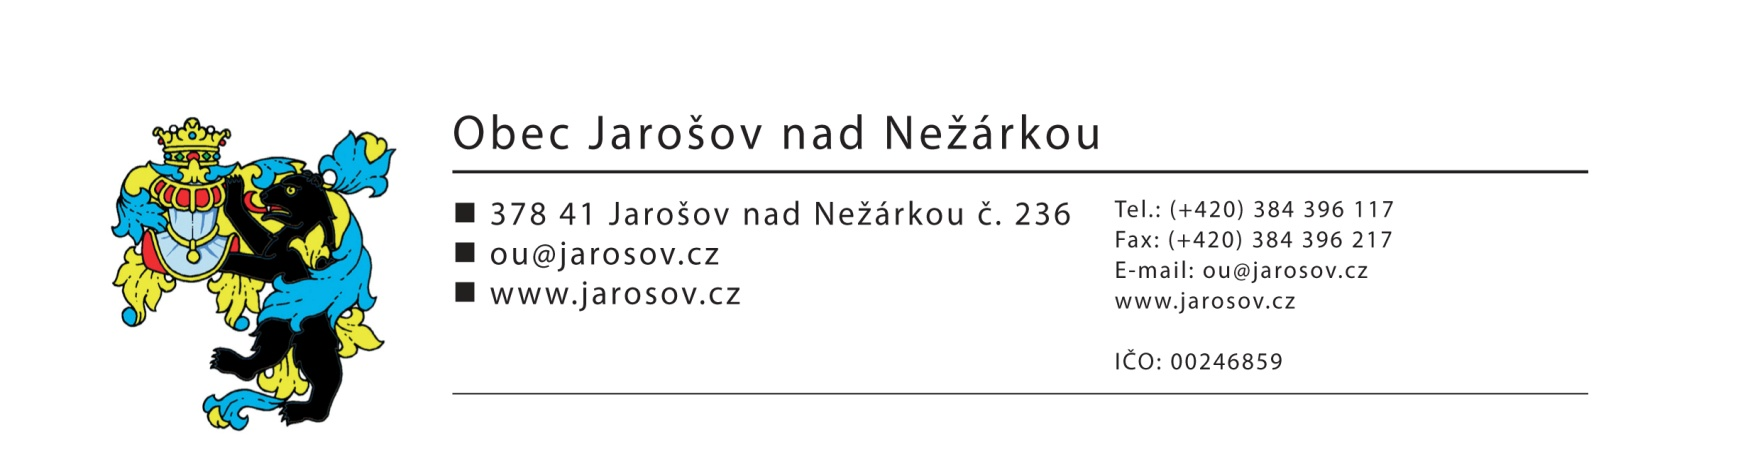 Obec Jarošov nad Nežárkou
■ 378 41 Jarošov nad Nežárkou č. 236
■ ou@jarosov.cz
■ www.jarosov.cz
Tel.: (+420) 384 396 117
Fax: (+420) 384 396 217
E-mail: ou@jarosov.cz
www.jarosov.cz
IČO: 00246859